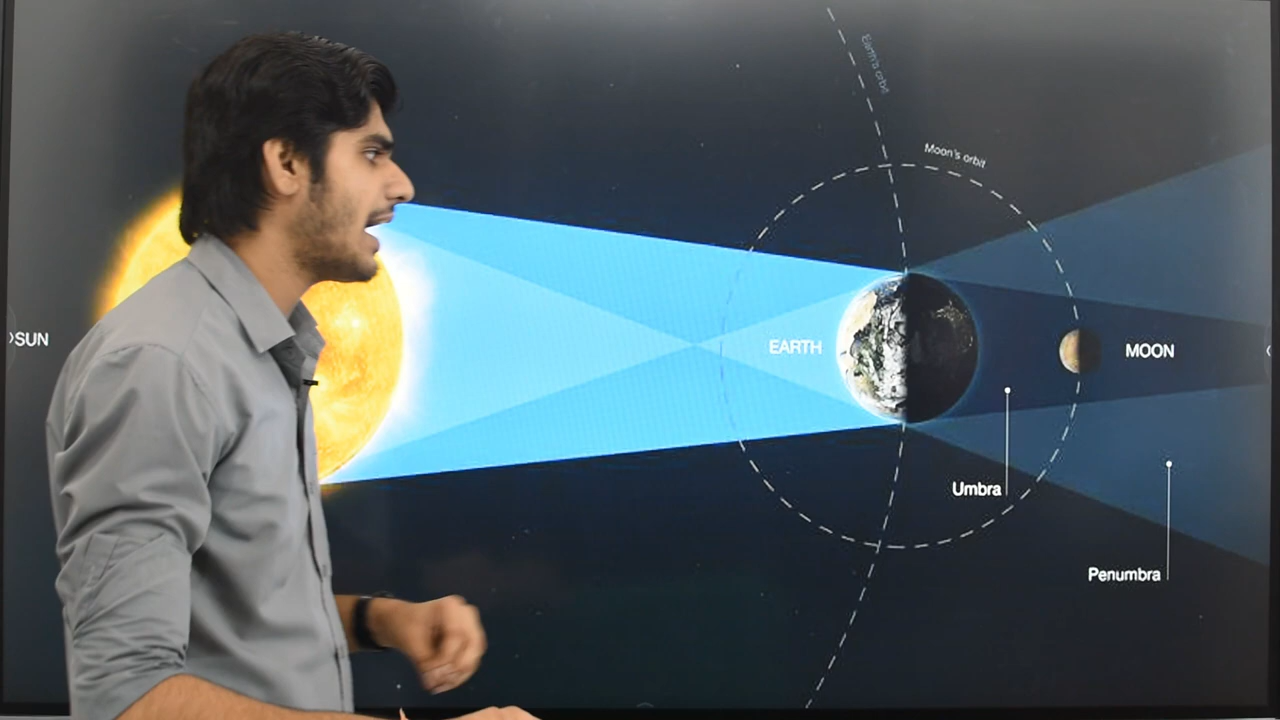 Earth's orbit
Moon's orbit
SUN
EARTH
MOON
Umbra
Penumbra